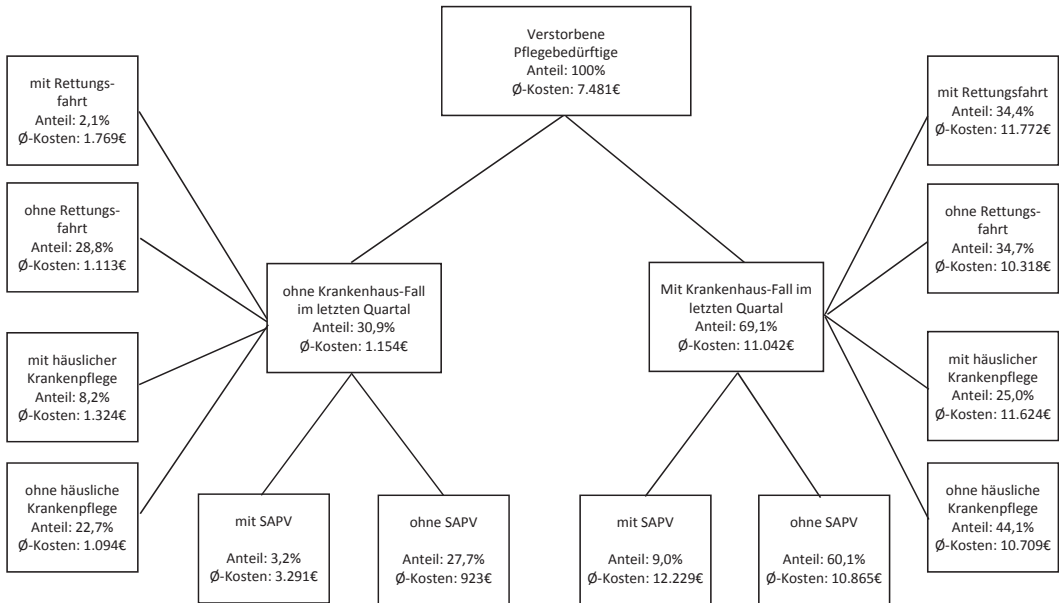 Verstorbene
Pflegebedürftige
Anteil: 100%
Ø-Kosten: 7.481€
mit Rettungs-
fahrt
Anteil: 2,1%
Ø-Kosten: 1.769€
ohne Rettungs-
fahrt
Anteil: 28,8%
Ø-Kosten: 1.113€
mit häuslicher
Krankenpflege
Anteil: 8,2%
Ø-Kosten: 1.324€
ohne häusliche
Krankenpflege
Anteil: 22,7%
Ø-Kosten: 1.094€
ohne Krankenhaus-Fall
im letzten Quartal
Anteil: 30,9%
Ø-Kosten: 1.154€
mit SAPV
Anteil: 3,2%
Ø-Kosten: 3.291€
ohne SAPV
Anteil: 27,7%
Ø-Kosten: 923€
Mit Krankenhaus-Fall im
letzten Quartal
Anteil: 69,1%
Ø-Kosten: 11.042€
mit SAPV
Anteil: 9,0%
Ø-Kosten: 12.229€
ohne SAPV
Anteil: 60,1%
Ø-Kosten: 10.865€
mit Rettungsfahrt
Anteil: 34,4%
Ø-Kosten: 11.772€
ohne Rettungs-
fahrt
Anteil: 34,7%
Ø-Kosten: 10.318€
mit häuslicher
Krankenpflege
Anteil: 25,0%
Ø-Kosten: 11.624€
ohne häusliche
Krankenpflege
Anteil: 44,1%
Ø-Kosten: 10.709€